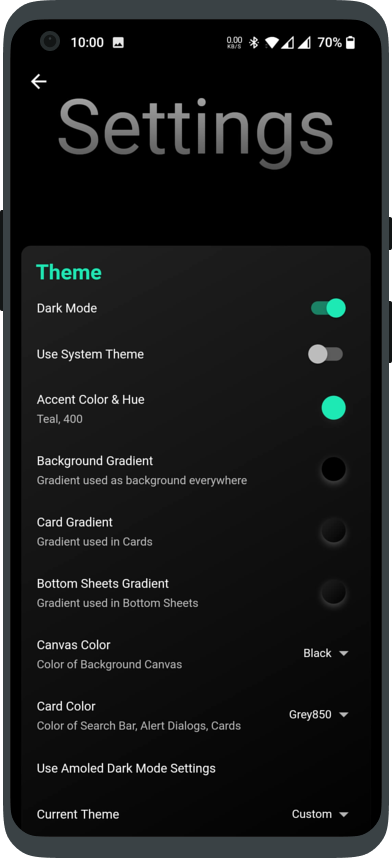 10:00
0.00
KB/S
70%
Settings
Theme
Dark Mode
Use System Theme
Accent Color & Hue
Teal, 400
Background Gradient
Gradient used as background everywhere
Card Gradient
Gradient used in Cards
Bottom Sheets Gradient
Gradient used in Bottom Sheets
Canvas Color
Black
Color of Background Canvas
Card Color
Grey850
Color of Search Bar, Alert Dialogs, Cards
Use Amoled Dark Mode Settings
Current Theme
Custom